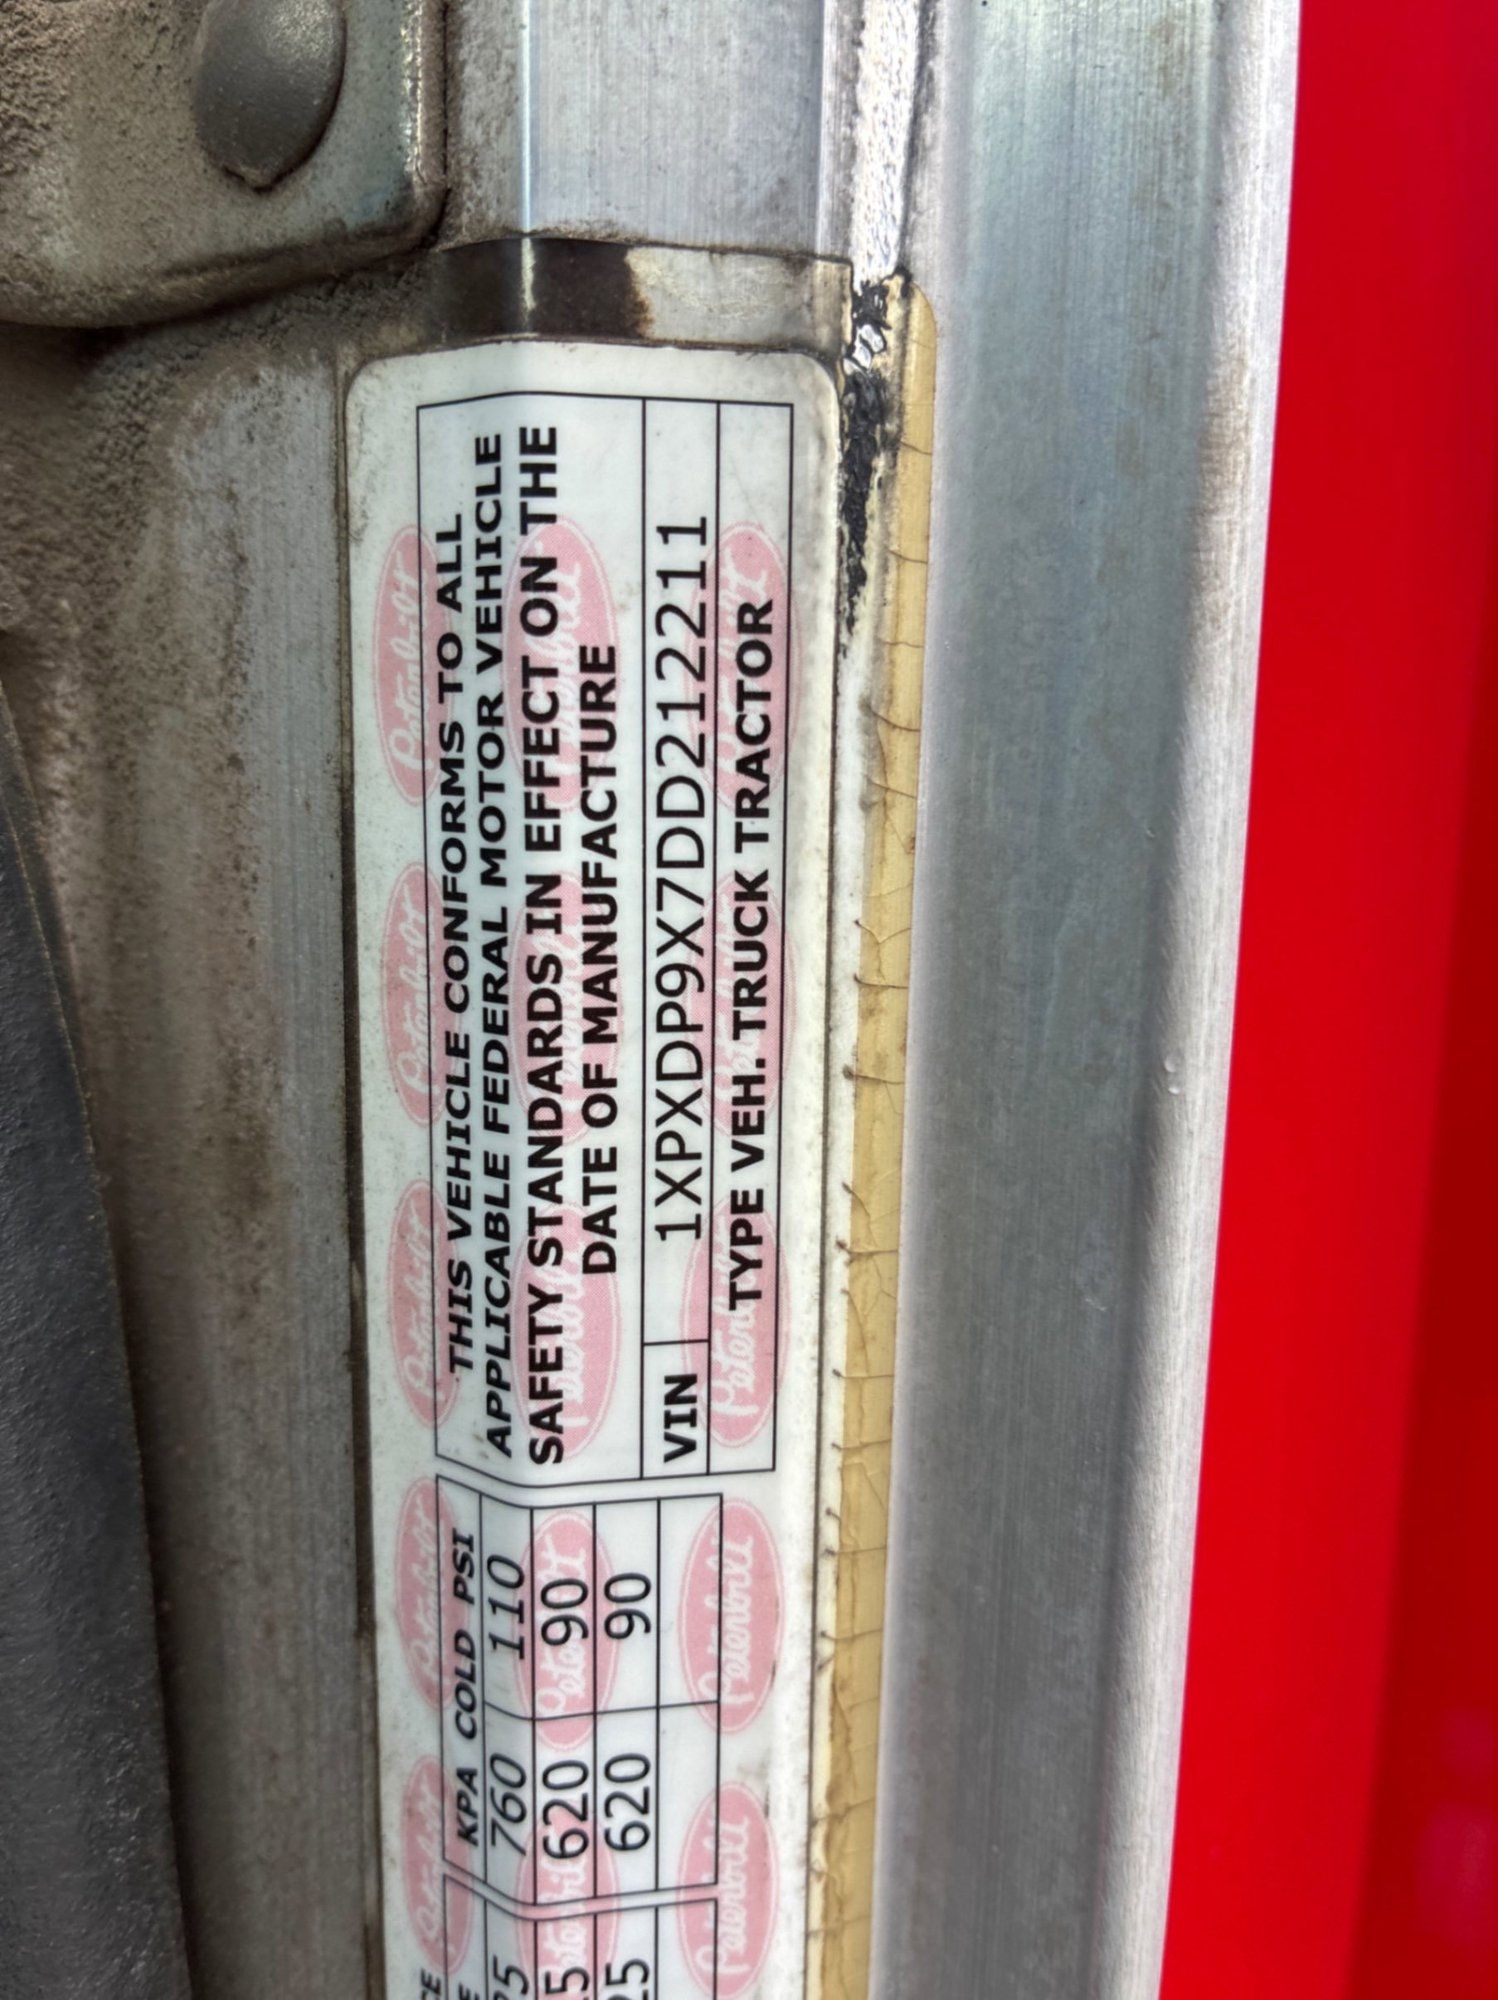 THIS VEHICLE CONFORMS TO ALL
APPLICABLE FEDERAL MOTOR VEHICLE
SAFETY STANDARDS IN EFFECT ON THE
DATE OF MANUFACTURE
VIN 1XPXDP9X7DD212211
TYPE VEH. TRUCK TRACTOR
KPA COLD PSI
760 110
620 90
620 90
Peterbilt